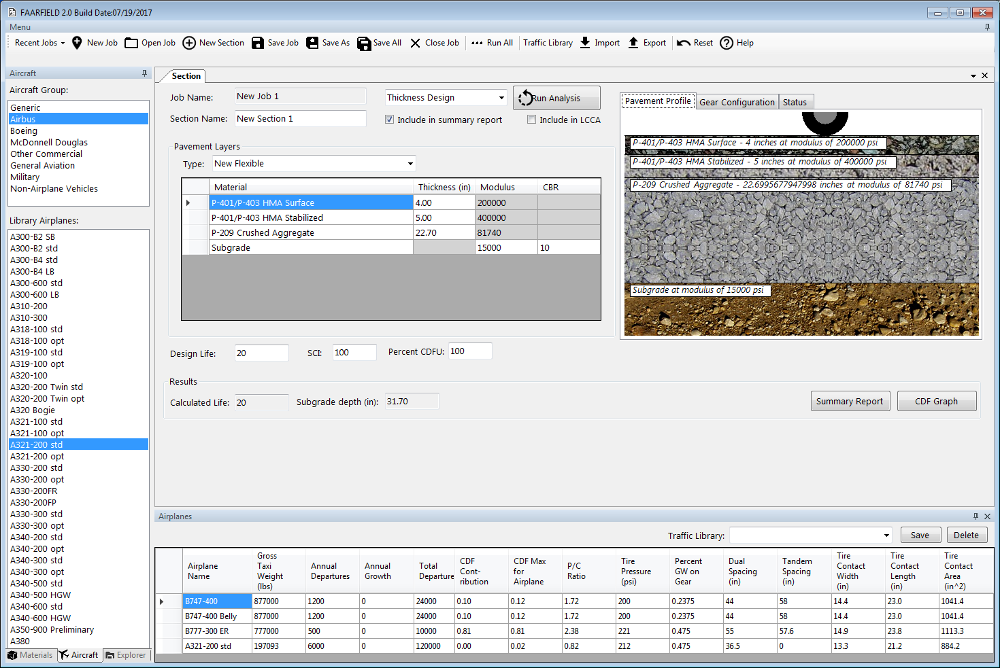 FAARFIELD 2.0 Build Date:07/19/2017
Menu
Recent Jobs New Job Open Job New Section Save Job Save As Save All Close Job Run All Traffic Library Import Export Reset Help
Aircraft
Aircraft Group:
Generic
Airbus
Boeing
McDonnell Douglas
Other Commercial
General Aviation
Military
Non-Airplane Vehicles
Library Airplanes:
A300-B2 SB
A300-B2 std
A300-B4 std
A300-B4 LB
A300-600 std
A300-600 LB
A310-200
A310-300
A318-100 std
A318-100 opt
A319-100 std
A319-100 opt
A320-100
A320-200 Twin std
A320-200 Twin opt
A320 Bogie
A321-100 std
A321-100 opt
A321-200 std
A321-200 opt
A330-200 std
A330-200 opt
A330-200FR
A330-200FP
A330-300 std
A330-300 opt
A340-200 std
A340-200 opt
A340-300 std
A340-300 opt
A340-500 std
A340-500 HGW
A340-600 std
A340-600 HGW
A350-900 Preliminary
A380
Materials Aircraft Explorer
Section
Job Name: New Job 1 Thickness Design Run Analysis
Section Name: New Section 1 Include in summary report Include in LCCA
Pavement Layers
Type: New Flexible
Material Thickness (in) Modulus CBR
P-401/P-403 HMA Surface 4.00 200000
P-401/P-403 HMA Stabilized 5.00 400000
P-209 Crushed Aggregate 22.70 81740
Subgrade 15000 10
Design Life: 20 SCI: 100 Percent CDFU: 100
Results
Calculated Life: 20 Subgrade depth (in): 31.70 Summary Report CDF Graph
Pavement Profile Gear Configuration Status
P-401/P-403 HMA Surface - 4 inches at modulus of 200000 psi
P-401/P-403 HMA Stabilized - 5 inches at modulus of 400000 psi
P-209 Crushed Aggregate - 22.6995677947998 inches at modulus of 81740 psi
Subgrade at modulus of 15000 psi
Airplanes
Traffic Library: Save Delete
Airplane Name Gross Taxi Weight (lbs) Annual Departures Annual Growth Total Departure CDF Cont-ribution CDF Max for Airplane P/C Ratio Tire Pressure (psi) Percent GW on Gear Dual Spacing (in) Tandem Spacing (in) Tire Contact Width (in) Tire Contact Length (in) Tire Contact Area (in^2)
B747-400 877000 1200 0 24000 0.10 0.12 1.72 200 0.2375 44 58 14.4 23.0 1041.4
B747-400 Belly 877000 1200 0 24000 0.10 0.12 1.72 200 0.2375 44 58 14.4 23.0 1041.4
B777-300 ER 777000 500 0 10000 0.81 0.81 2.38 221 0.475 55 57.6 14.9 23.8 1113.3
A321-200 std 197093 6000 0 120000 0.00 0.02 0.82 212 0.475 36.5 0 13.3 21.2 884.2